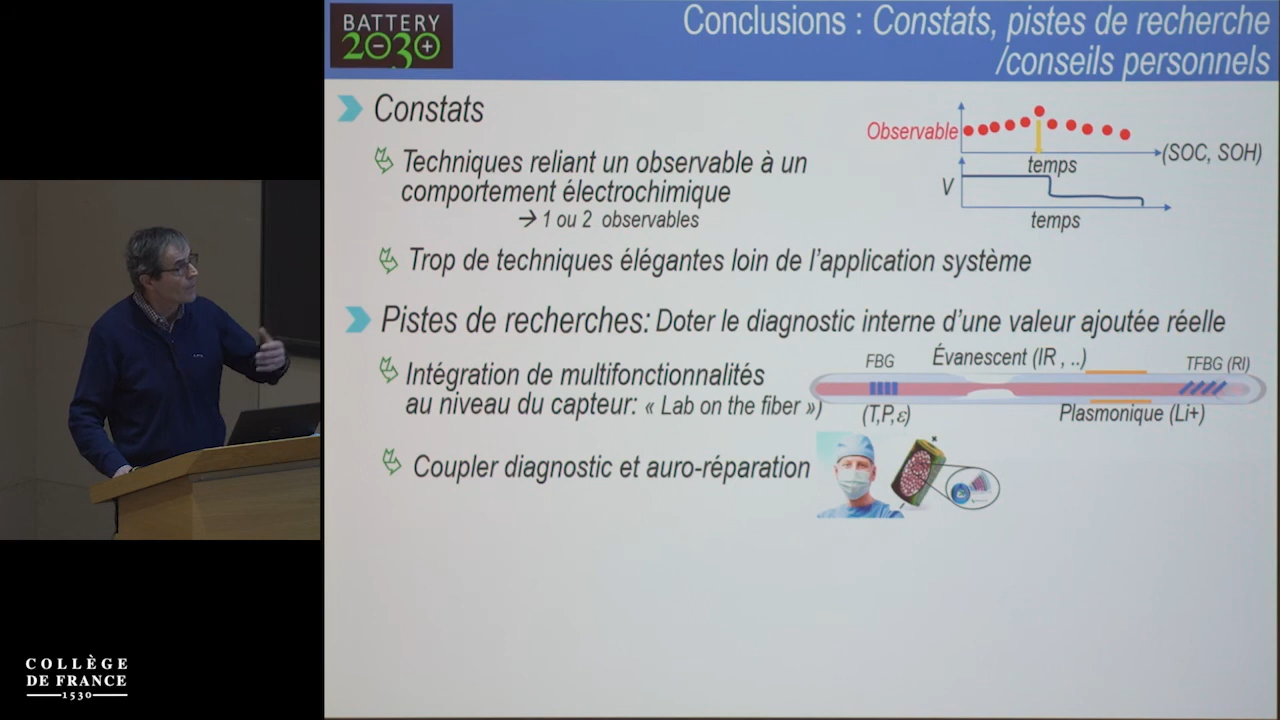 BATTERY
2030
Conclusions : Constats, pistes de recherche
/conseils personnels
Constats
Techniques reliant un observable à un
comportement électrochimique
→ 1 ou 2 observables
Observable
temps
(SOC, SOH)
V
temps
Trop de techniques élégantes loin de l'application système
Pistes de recherches: Doter le diagnostic interne d'une valeur ajoutée réelle
Intégration de multifonctionnalités
au niveau du capteur: « Lab on the fiber »)
FBG
Évanescent (IR , ..)
TFBG (RI)
(T,P,ε)
Plasmonique (Li+)
Coupler diagnostic et auro-réparation
COLLÈGE
DE FRANCE
1530